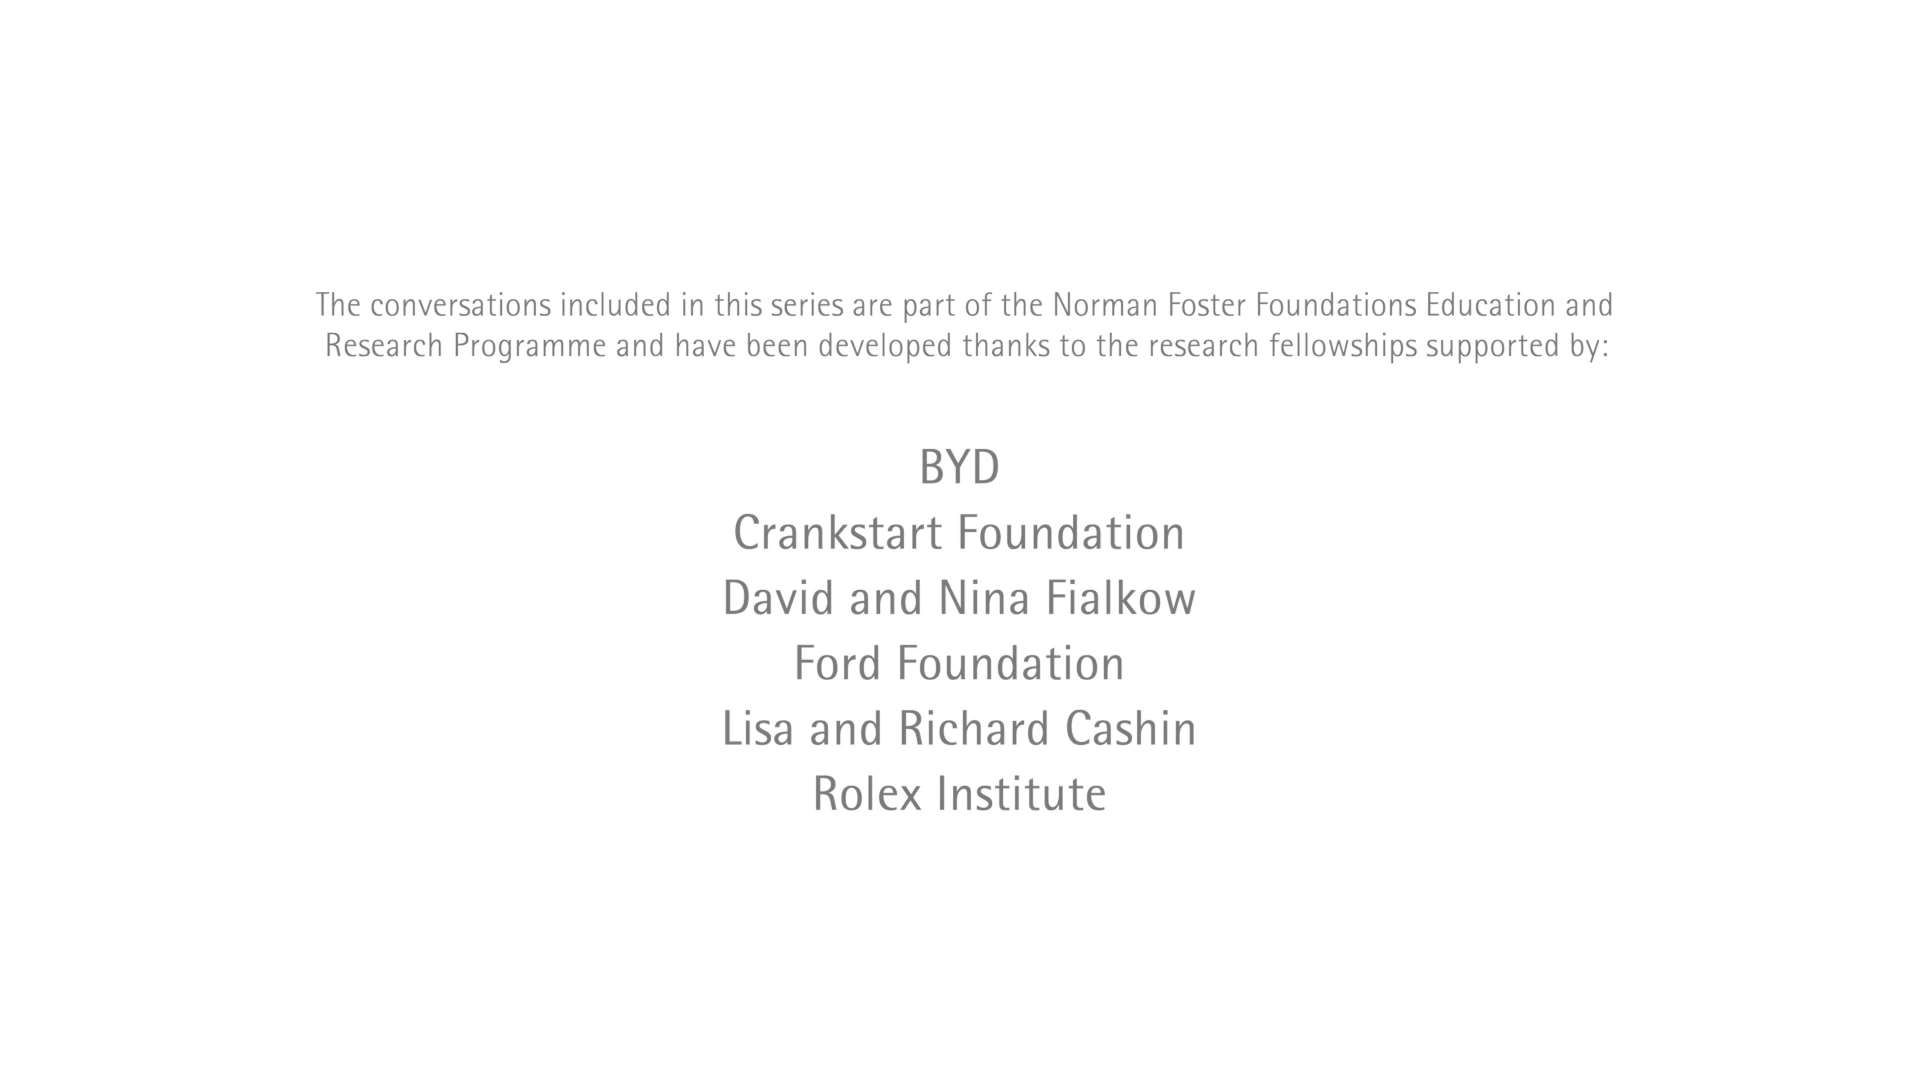 The conversations included in this series are part of the Norman Foster Foundations Education and
Research Programme and have been developed thanks to the research fellowships supported by:
BYD
Crankstart Foundation
David and Nina Fialkow
Ford Foundation
Lisa and Richard Cashin
Rolex Institute